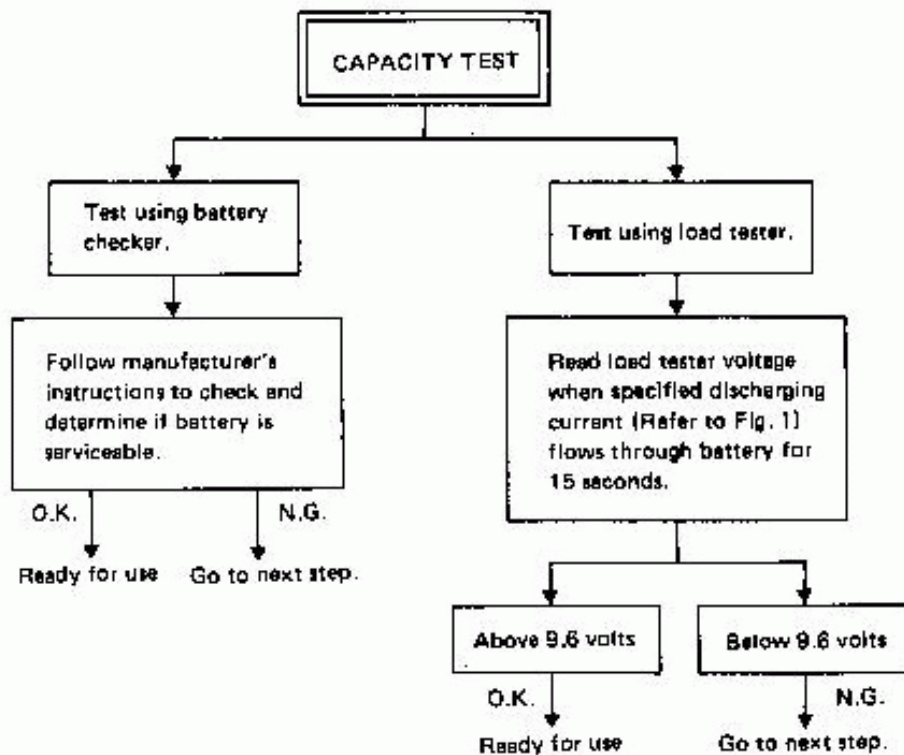 CAPACITY TEST
Test using battery
checker.
Follow manufacturer's
instructions to check and
determine if battery is
serviceable.
O.K.
N.G.
Ready for use
Go to next step.
Test using load tester.
Read load tester voltage
when specified discharging
current (Refer to Fig. 1)
flows through battery for
15 seconds.
Above 9.6 volts
O.K.
Ready for use
Below 9.6 volts
N.G.
Go to next step.